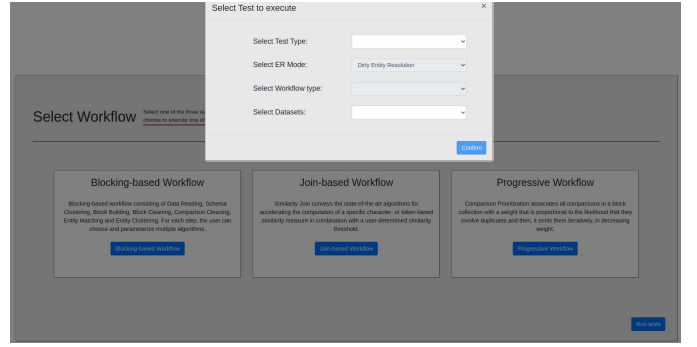 Select Test to execute
×
Select Test Type:
Select ER Mode:
Dirty Entity Resolution
Select Workflow type:
Select Datasets:
Confirm
Select Workflow
Select one of the three
choose to execute one of
Blocking-based Workflow
Blocking-based workflow consisting of Data Reading, Schema
Clustering, Block Building, Block Cleaning, Comparison Cleaning,
Entity Matching and Entity Clustering. For each step, the user can
choose and parameterize multiple algorithms.
Blocking-based Workflow
Join-based Workflow
Similarity Join conveys the state-of-the-art algorithms for
accelerating the computation of a specific character- or token-based
similarity measure in combination with a user-determined similarity
threshold.
Join-based Workflow
Progressive Workflow
Comparison Prioritization associates all comparisons in a block
collection with a weight that is proportional to the likelihood that they
involve duplicates and then, it emits them iteratively, in decreasing
weight.
Progressive Workflow
Run tests